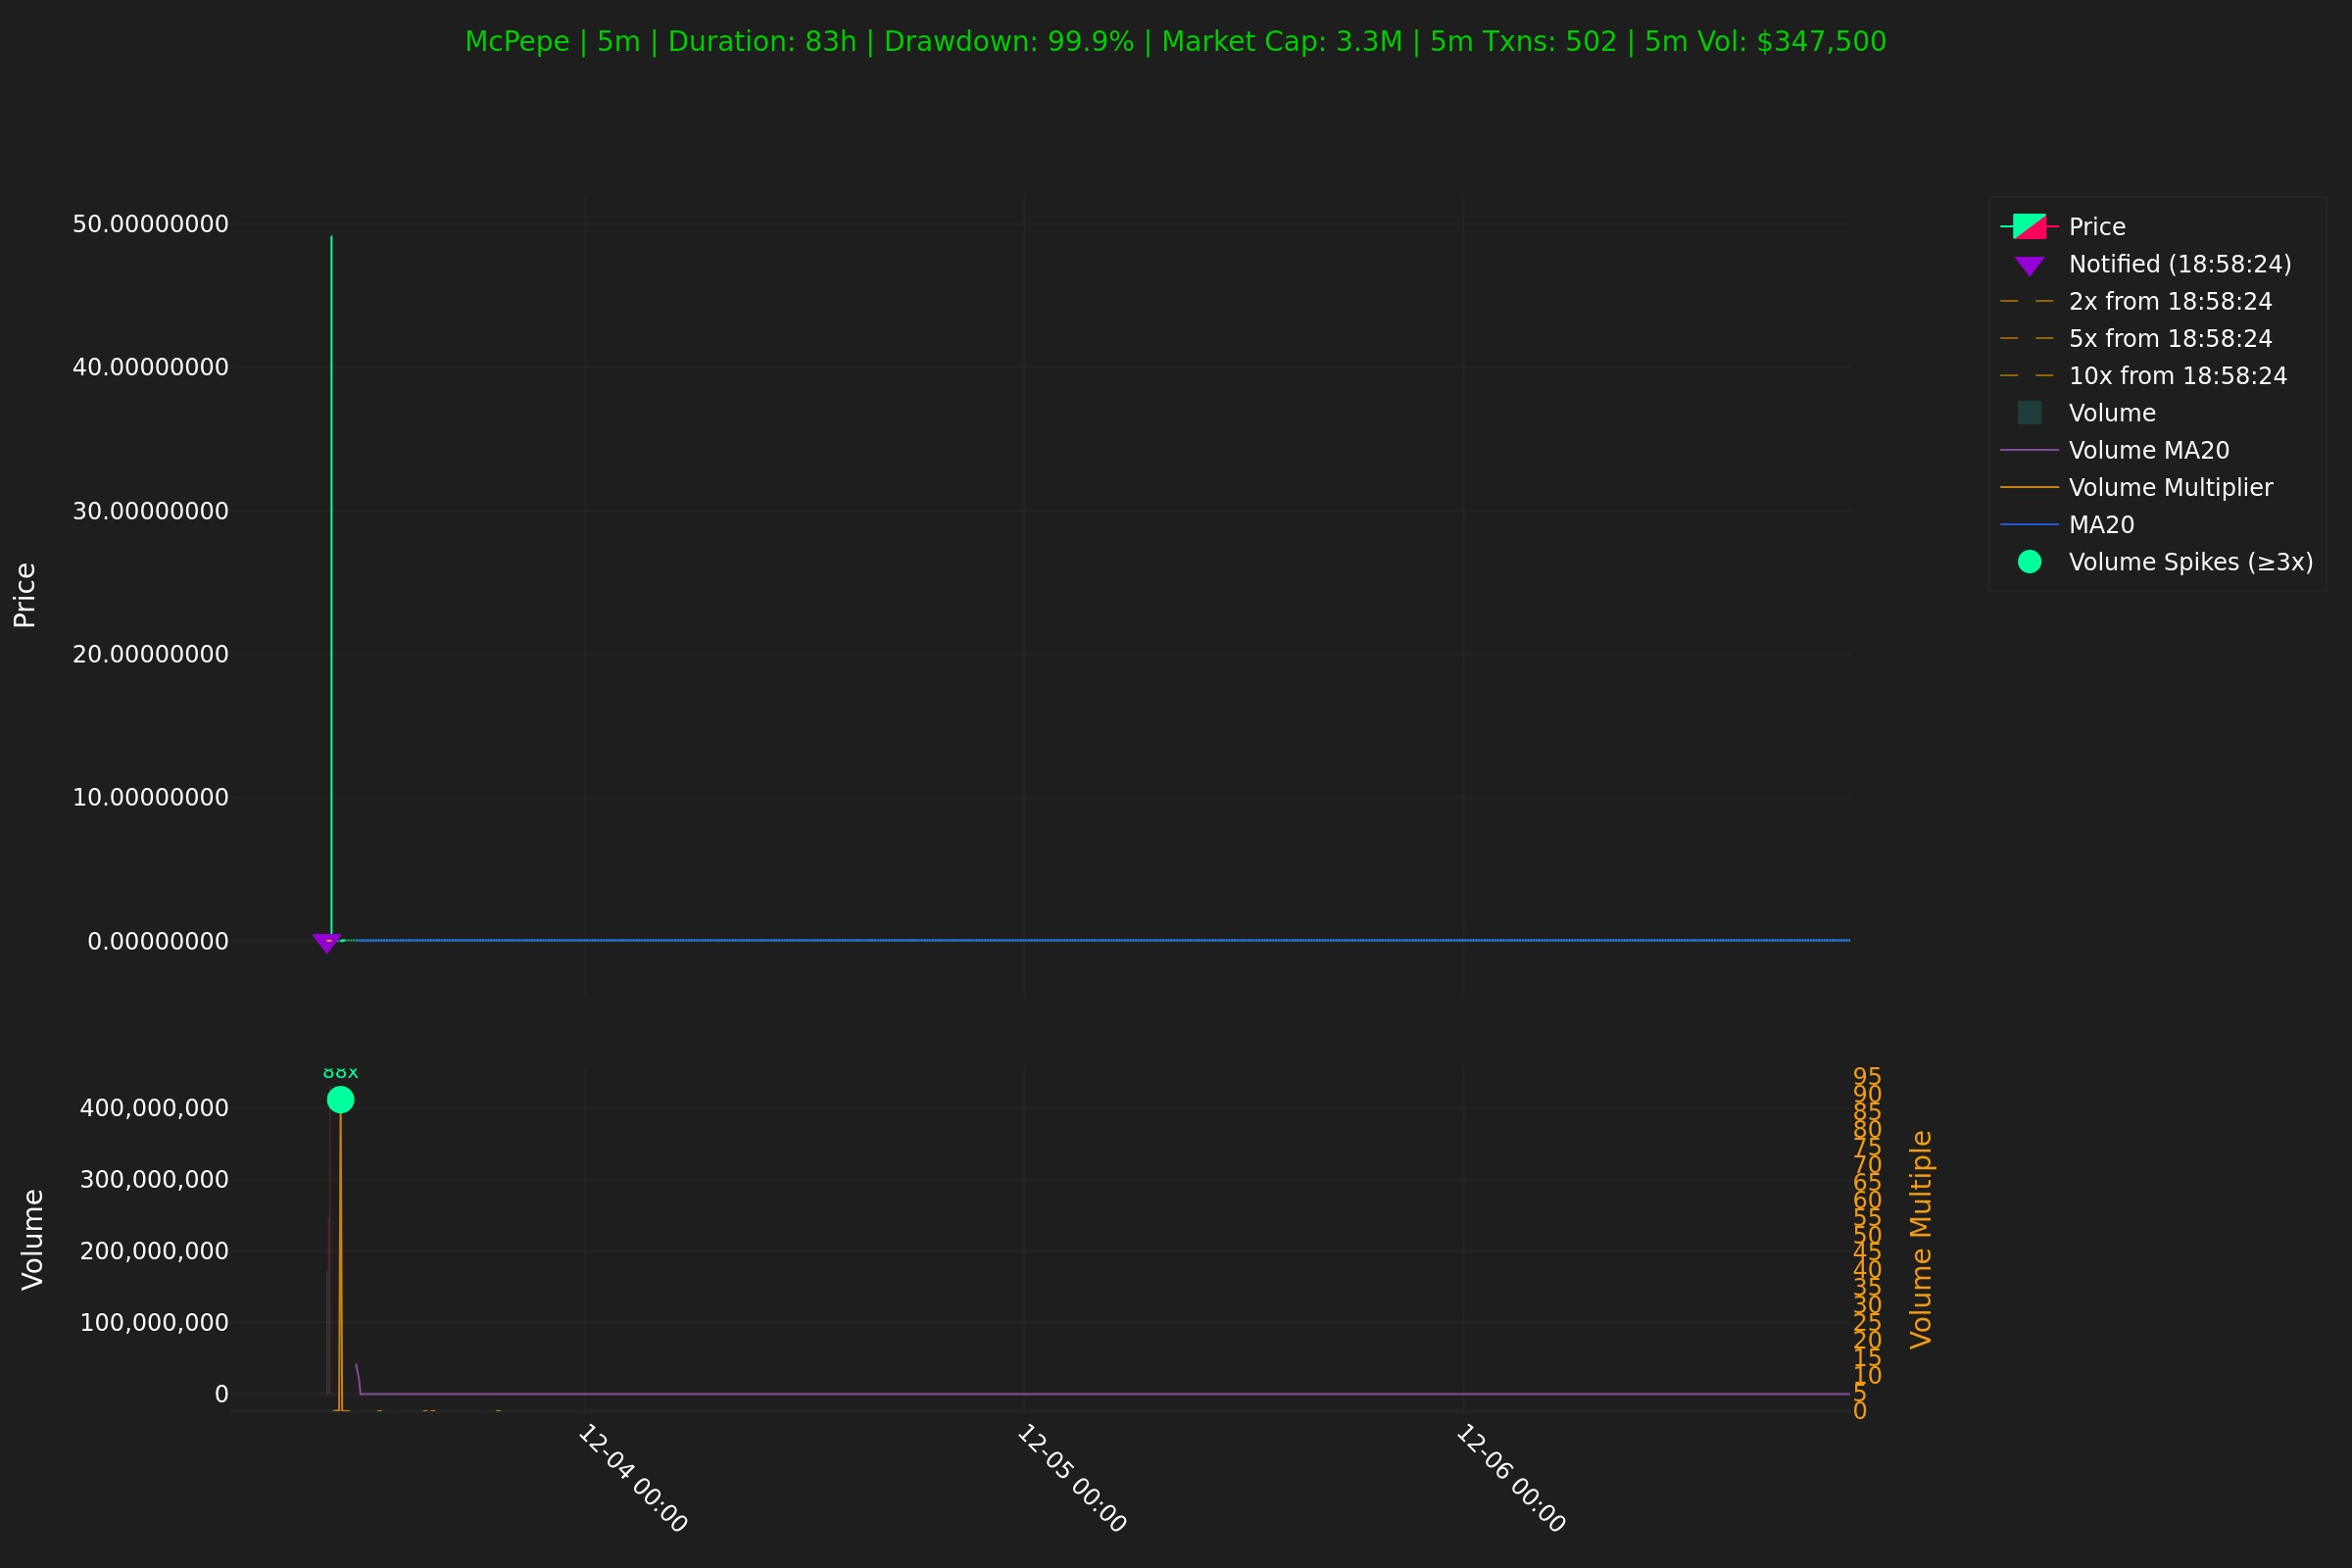 McPepe | 5m | Duration: 83h | Drawdown: 99.9% | Market Cap: 3.3M | 5m Txns: 502 | 5m Vol: $347,500
Price
50.00000000
40.00000000
30.00000000
20.00000000
10.00000000
0.00000000
Price
Notified (18:58:24)
2x from 18:58:24
5x from 18:58:24
10x from 18:58:24
Volume
Volume MA20
Volume Multiplier
MA20
Volume Spikes (≥3x)
88x
Volume
400,000,000
300,000,000
200,000,000
100,000,000
0
95
90
85
80
75
70
65
60
55
50
45
40
35
30
25
20
15
10
5
0
Volume Multiple
12-04 00:00
12-05 00:00
12-06 00:00